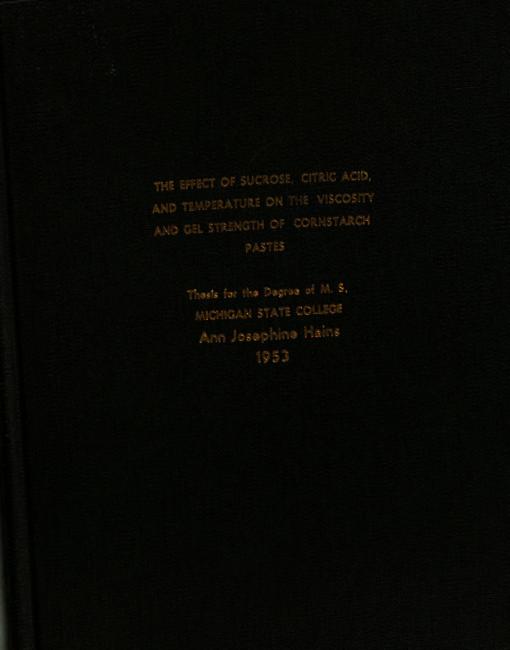 THE EFFECT OF SUCROSE, CITRIC ACID,
AND TEMPERATURE ON THE VISCOSITY
AND GEL STRENGTH OF CORNSTARCH
PASTES
Thesis for the Degree of M. S.
MICHIGAN STATE COLLEGE
Ann Josephine Hains
1953